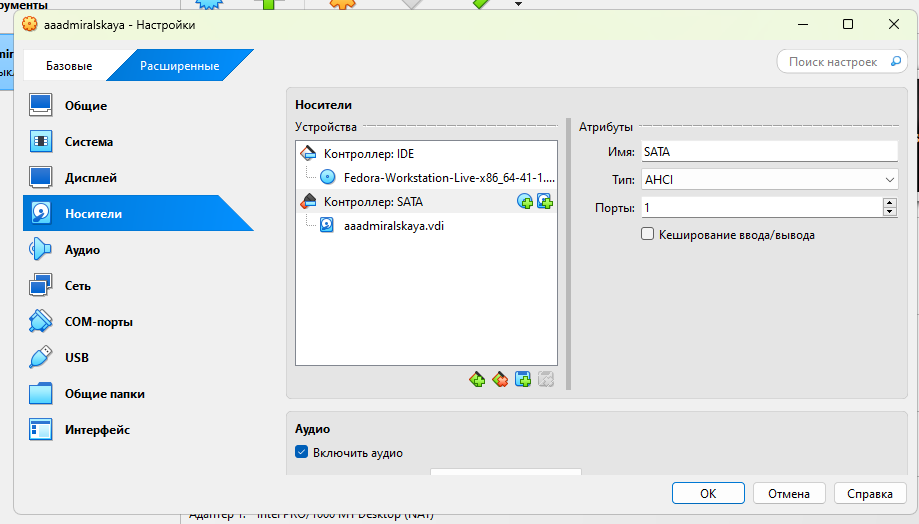 рументы
aaadmiralskaya - Настройки
Базовые
Расширенные
Поиск настроек
Общие
Система
Дисплей
Носители
Аудио
Сеть
COM-порты
USB
Общие папки
Интерфейс
Носители
Устройства
Контроллер: IDE
Fedora-Workstation-Live-x86_64-41-1....
Контроллер: SATA
aaadmiralskaya.vdi
Атрибуты
Имя: SATA
Тип: AHCI
Порты: 1
Кеширование ввода/вывода
Аудио
Включить аудио
OK
Отмена
Справка
Адаптер 1: Intel PRO/1000 MT Desktop (NAT)